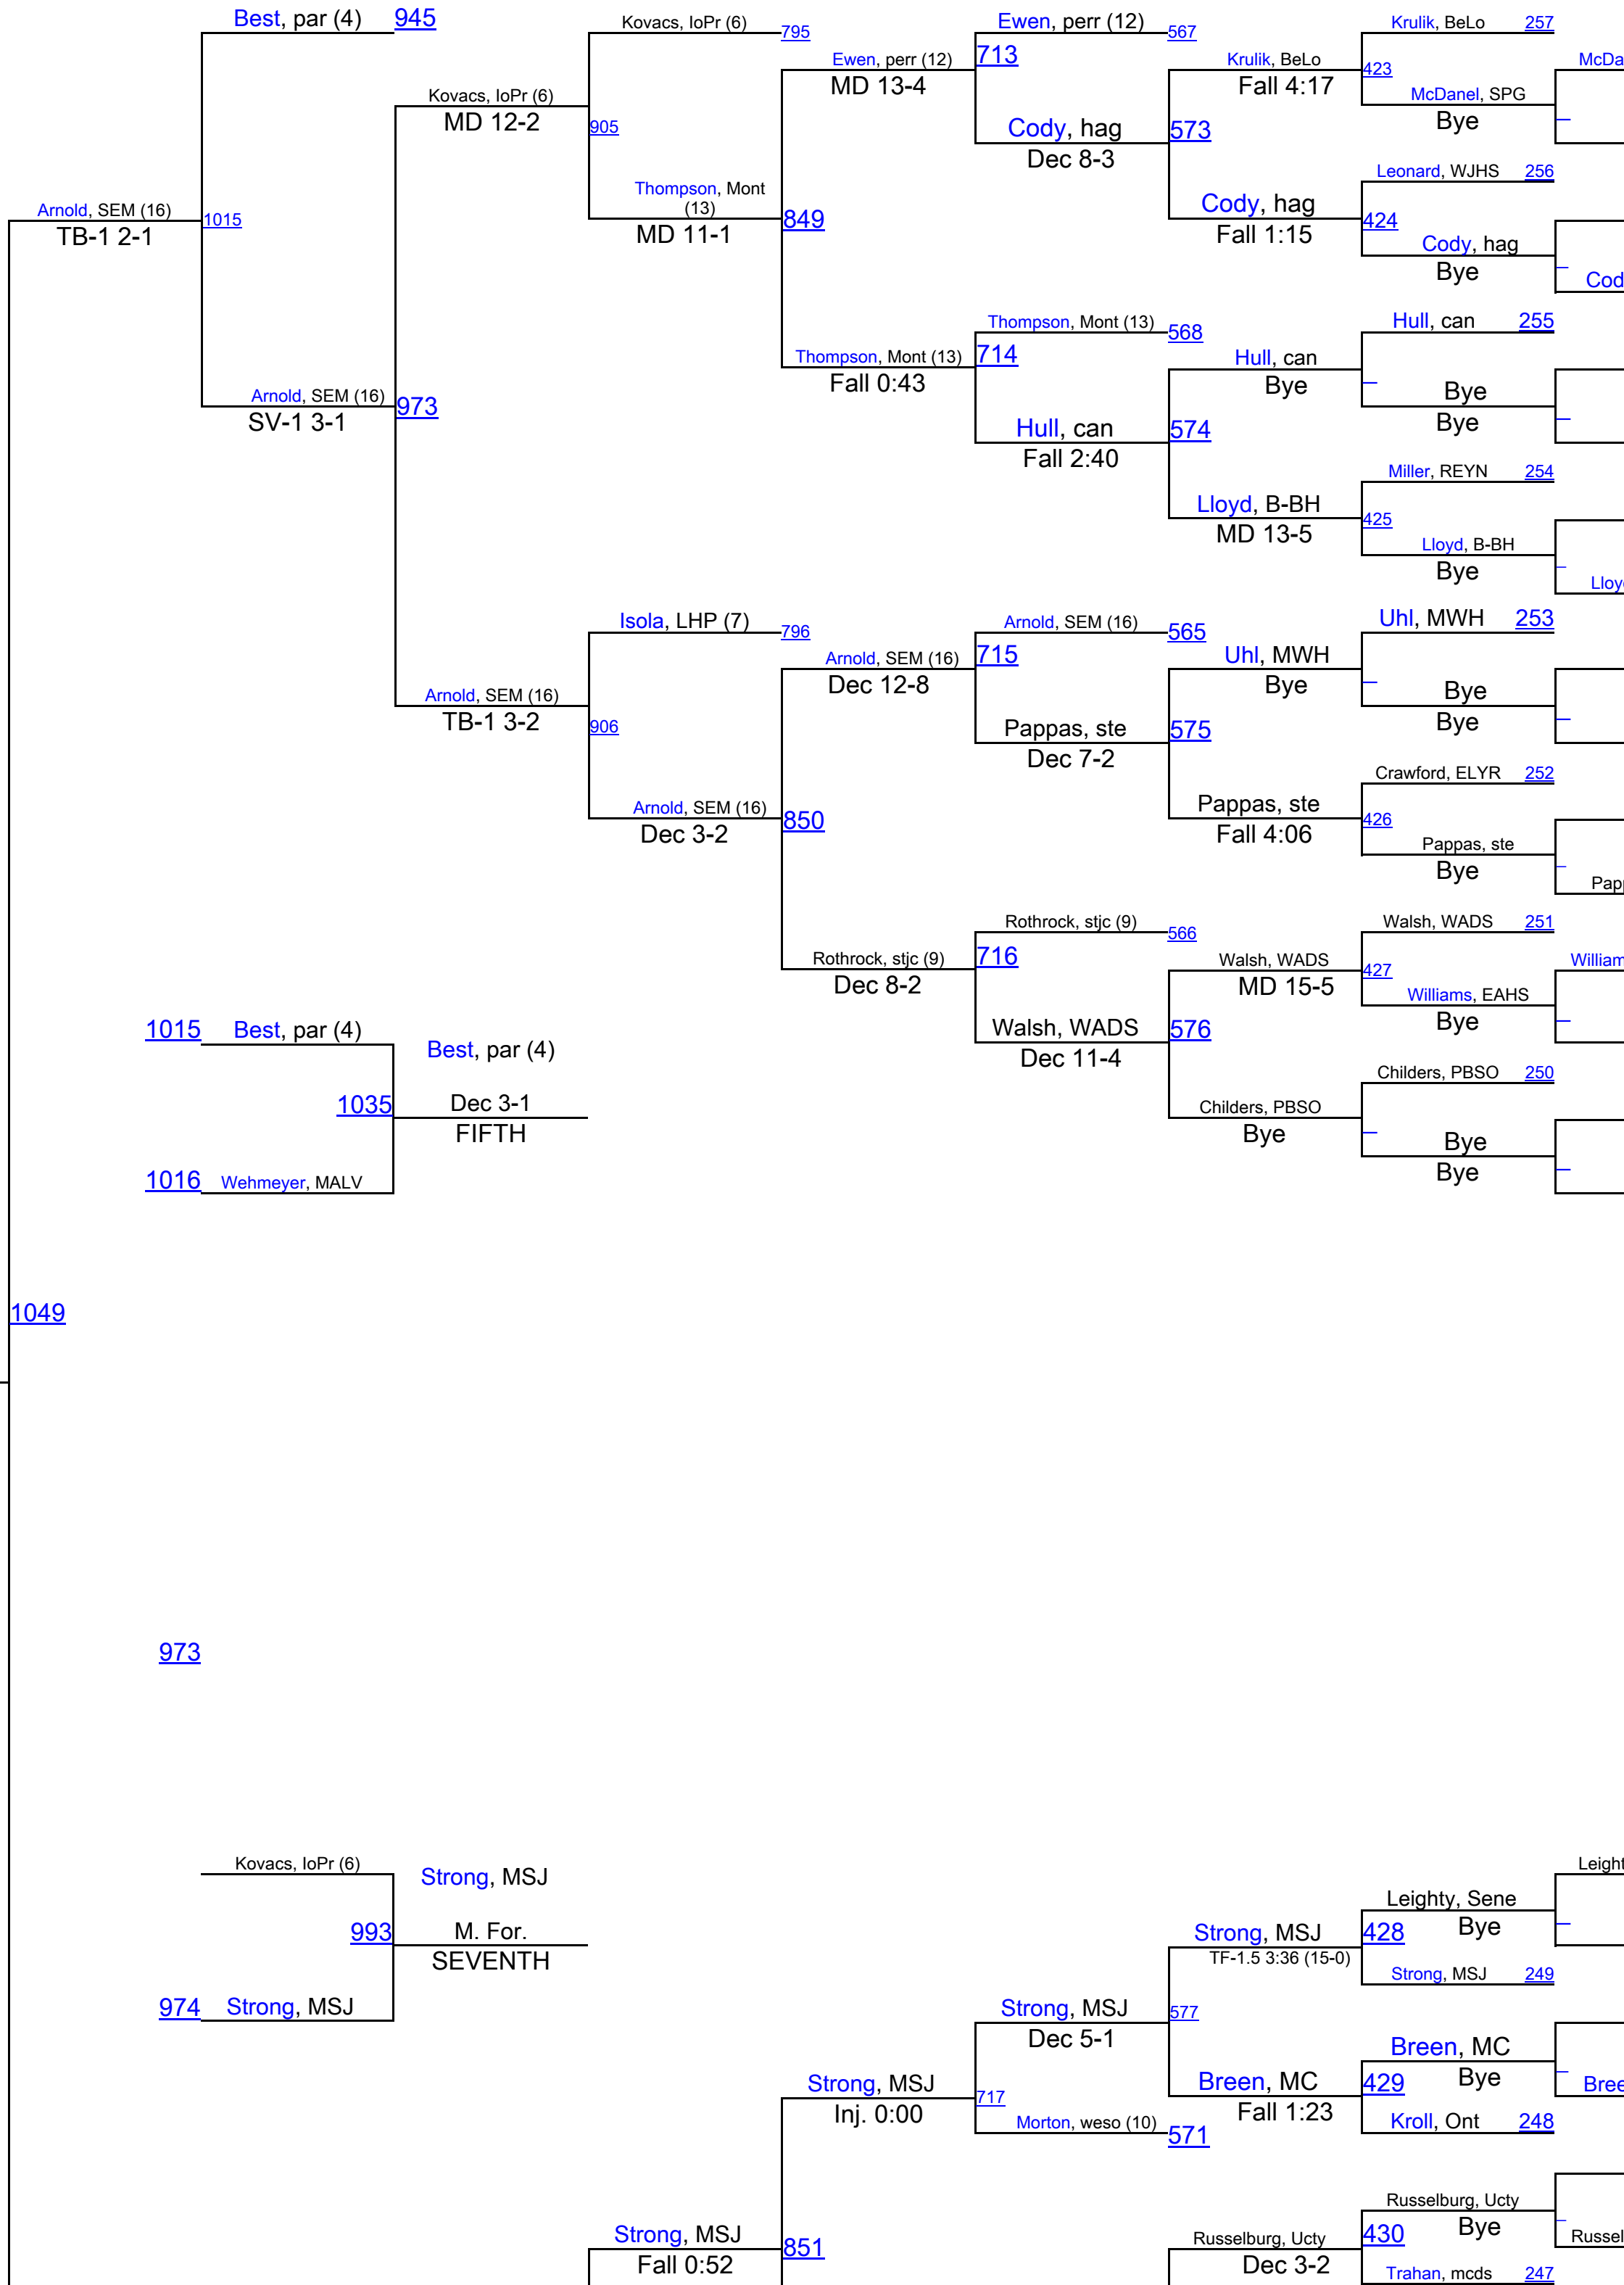 Best, par (4) 945
Kovacs, IoPr (6) 795
Ewen, perr (12) 567
Krulik, BeLo 257
713
Ewen, perr (12)
MD 13-4
Krulik, BeLo
Fall 4:17
423
McDa
Kovacs, IoPr (6)
MD 12-2
905
McDanel, SPG
Bye
Cody, hag
Dec 8-3
573
Leonard, WJHS 256
Thompson, Mont
(13)
MD 11-1
849
Cody, hag
Fall 1:15
424
Arnold, SEM (16)
TB-1 2-1
1015
Cody, hag
Bye
Cod
Thompson, Mont (13) 568
Hull, can 255
Thompson, Mont (13)
Fall 0:43
714
Hull, can
Bye
Arnold, SEM (16)
SV-1 3-1
973
Bye
Bye
Hull, can
Fall 2:40
574
Miller, REYN 254
Lloyd, B-BH
MD 13-5
425
Lloyd, B-BH
Bye
Lloy
Isola, LHP (7) 796
Arnold, SEM (16) 565
Uhl, MWH 253
Arnold, SEM (16)
Dec 12-8
715
Uhl, MWH
Bye
Arnold, SEM (16)
TB-1 3-2
906
Bye
Bye
Pappas, ste
Dec 7-2
575
Crawford, ELYR 252
Arnold, SEM (16)
Dec 3-2
850
Pappas, ste
Fall 4:06
426
Pappas, ste
Bye
Pap
Rothrock, stjc (9) 566
Walsh, WADS 251
Rothrock, stjc (9)
Dec 8-2
716
Walsh, WADS
MD 15-5
427
William
Williams, EAHS
Bye
1015 Best, par (4)
Best, par (4)
Walsh, WADS
Dec 11-4
576
Childers, PBSO 250
1035
Dec 3-1
FIFTH
Childers, PBSO
Bye
Bye
Bye
1016 Wehmeyer, MALV
1049
973
Kovacs, IoPr (6)
Strong, MSJ
Leight
993
M. For.
SEVENTH
Leighty, Sene
Bye
Strong, MSJ
TF-1.5 3:36 (15-0)
428
Strong, MSJ 249
974 Strong, MSJ
Strong, MSJ
Dec 5-1
577
Breen, MC
Bye
Strong, MSJ
Inj. 0:00
717
Breen, MC
Fall 1:23
429
Bree
Morton, weso (10) 571
Kroll, Ont 248
Russelburg, Ucty
Bye
Strong, MSJ
Fall 0:52
851
Russelburg, Ucty
Dec 3-2
430
Russel
Trahan, mcds 247